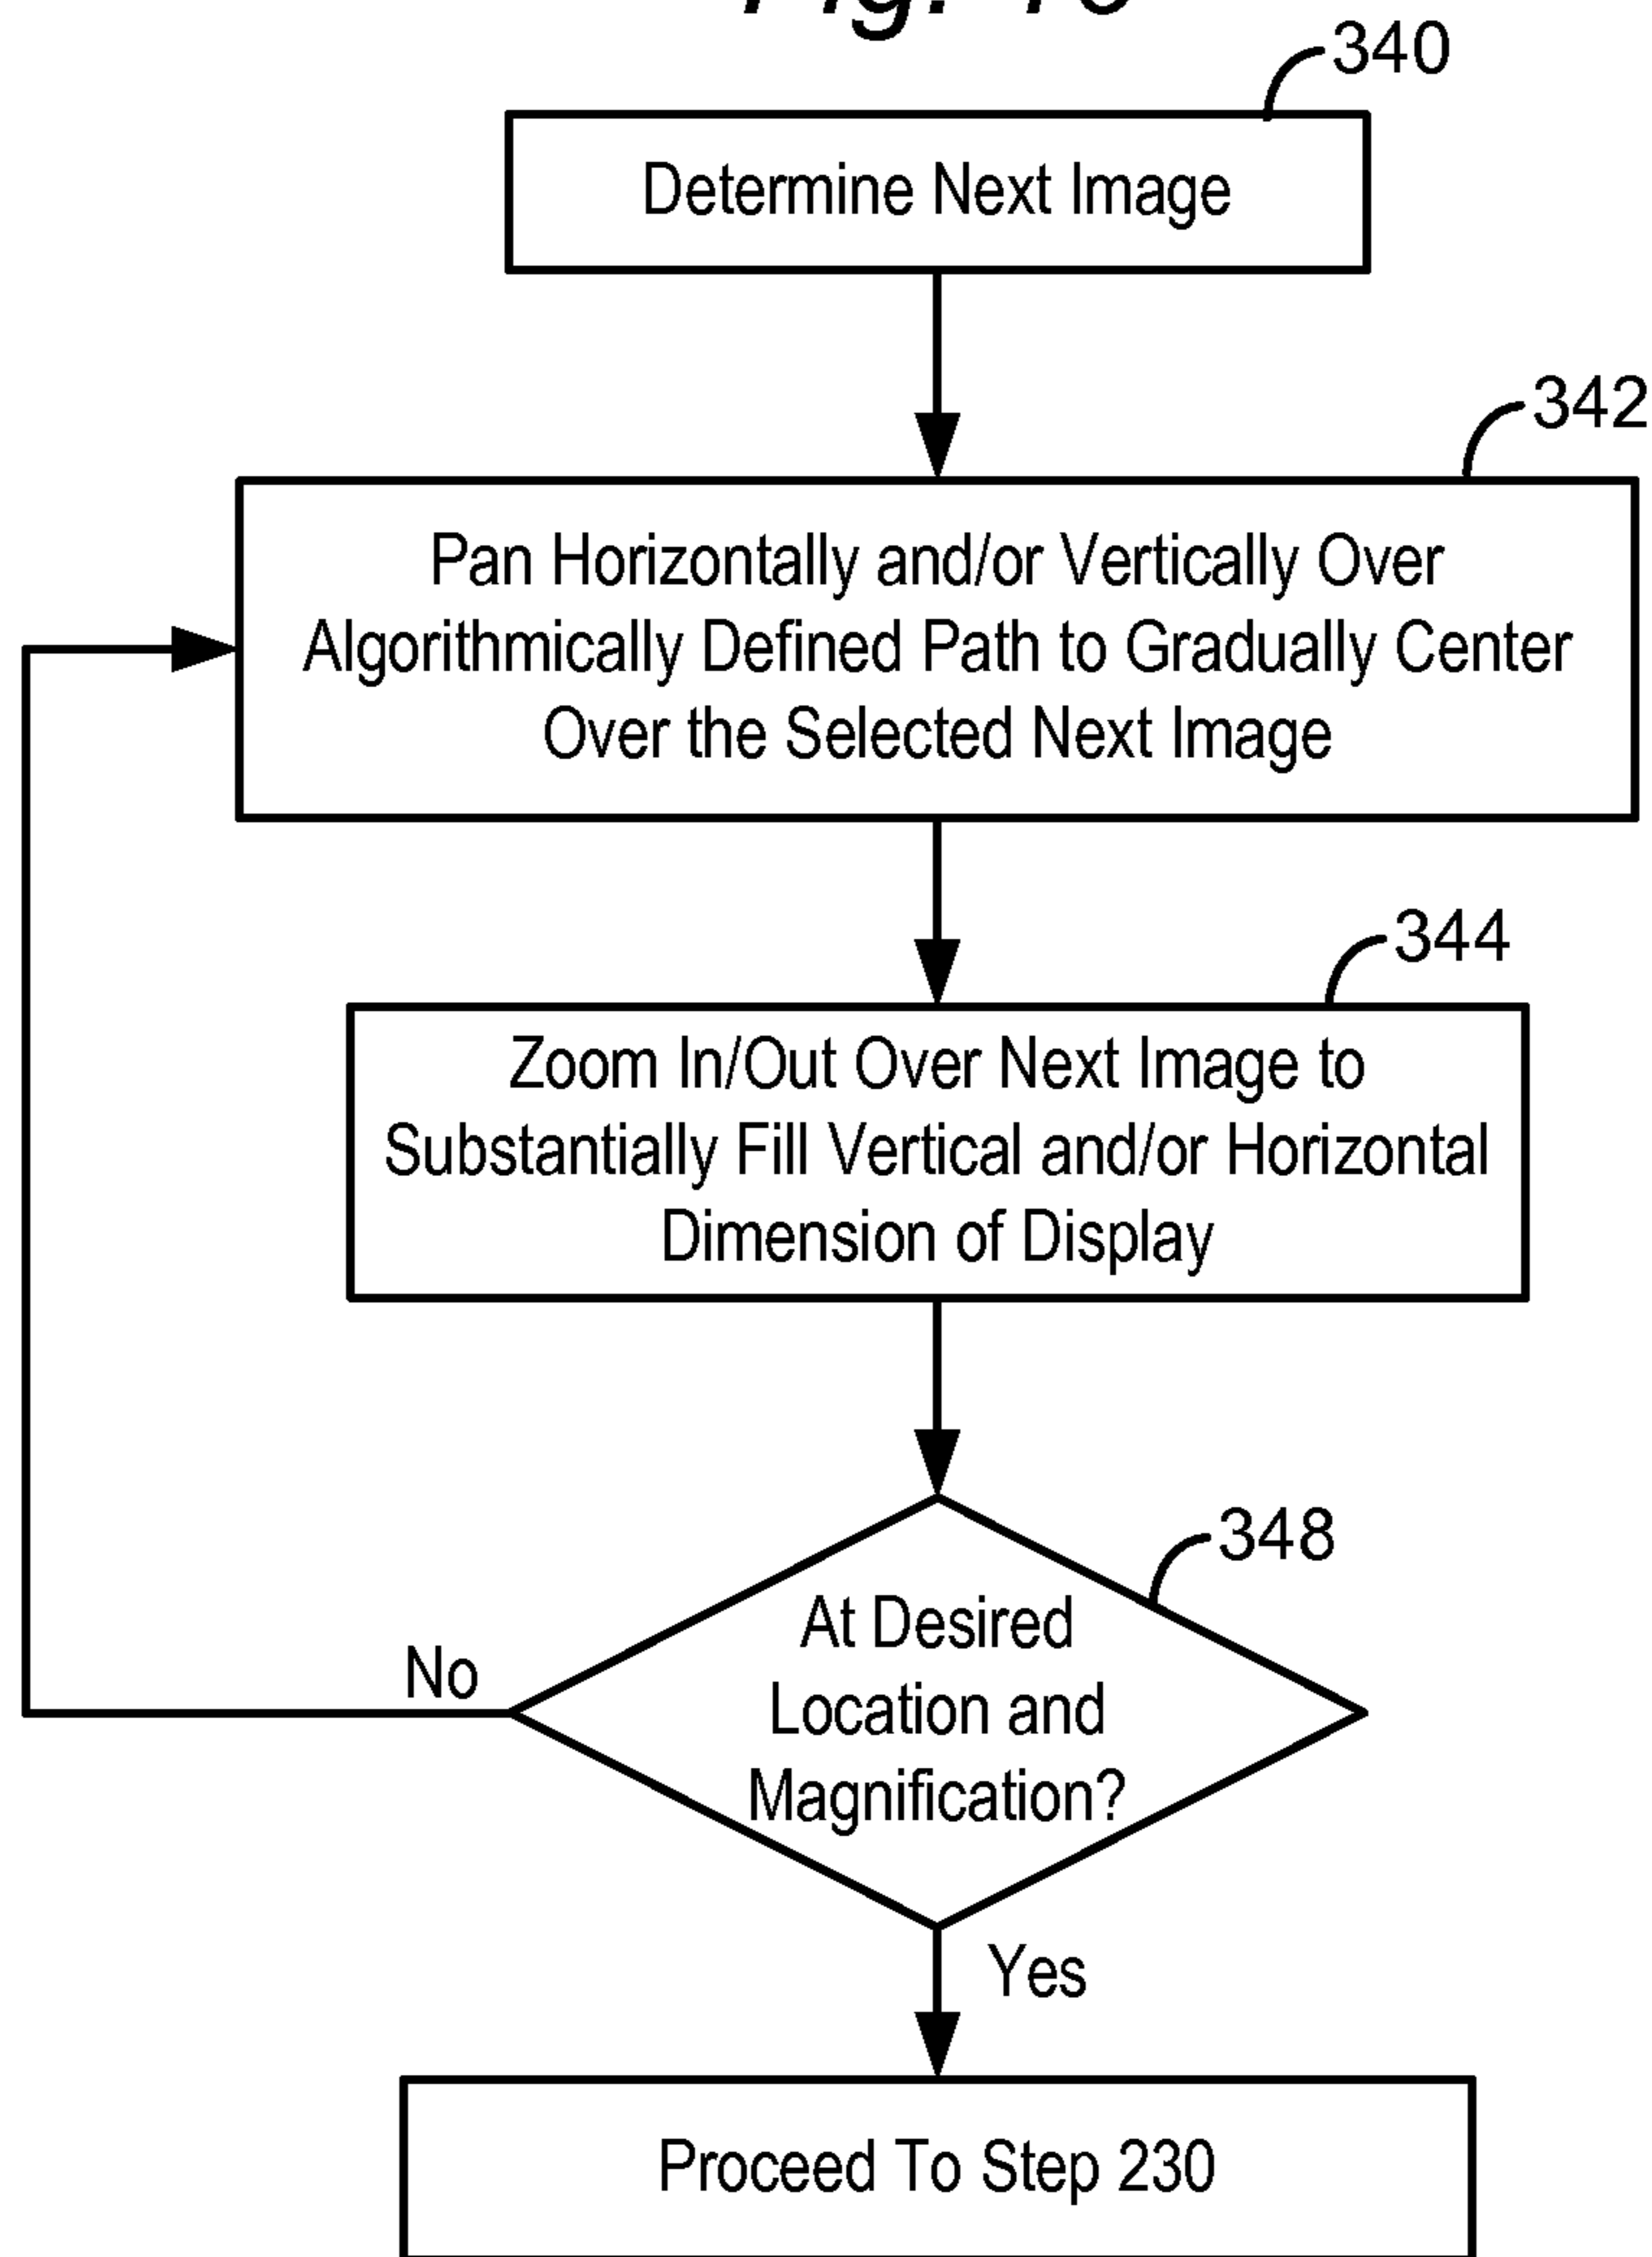 340
Determine Next Image
342
Pan Horizontally and/or Vertically Over
Algorithmically Defined Path to Gradually Center
Over the Selected Next Image
344
Zoom In/Out Over Next Image to
Substantially Fill Vertical and/or Horizontal
Dimension of Display
348
At Desired
Location and
Magnification?
No
Yes
Proceed To Step 230